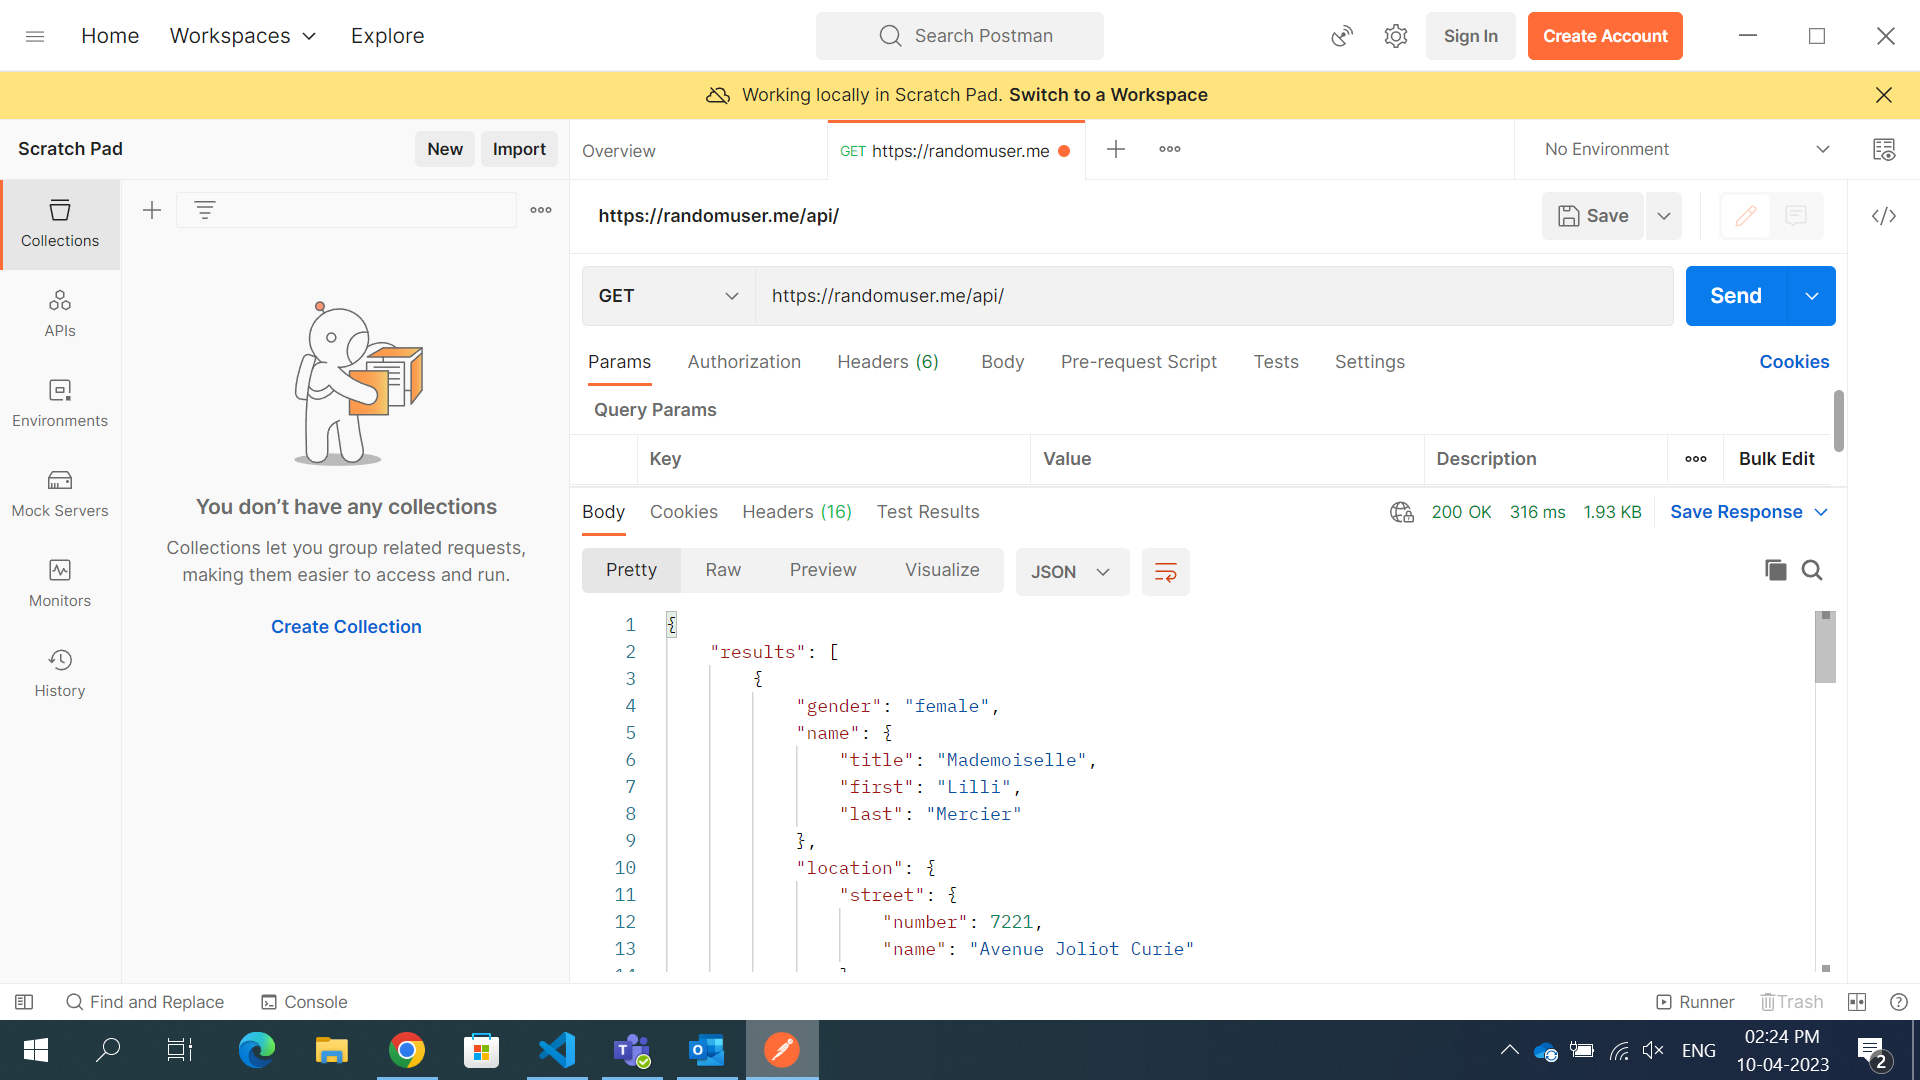 Home Workspaces Explore Search Postman Sign In Create Account
Working locally in Scratch Pad. Switch to a Workspace
Scratch Pad New Import Overview GET https://randomuser.me No Environment
Collections
APIs
Environments
Mock Servers
Monitors
History
You don’t have any collections
Collections let you group related requests,
making them easier to access and run.
Create Collection
https://randomuser.me/api/ Save
GET https://randomuser.me/api/ Send
Params Authorization Headers (6) Body Pre-request Script Tests Settings Cookies
Query Params
Key Value Description Bulk Edit
Body Cookies Headers (16) Test Results 200 OK 316 ms 1.93 KB Save Response
Pretty Raw Preview Visualize JSON
1 {
2 "results": [
3 {
4 "gender": "female",
5 "name": {
6 "title": "Mademoiselle",
7 "first": "Lilli",
8 "last": "Mercier"
9 },
10 "location": {
11 "street": {
12 "number": 7221,
13 "name": "Avenue Joliot Curie"
Find and Replace Console Runner Trash
ENG 02:24 PM
10-04-2023 2